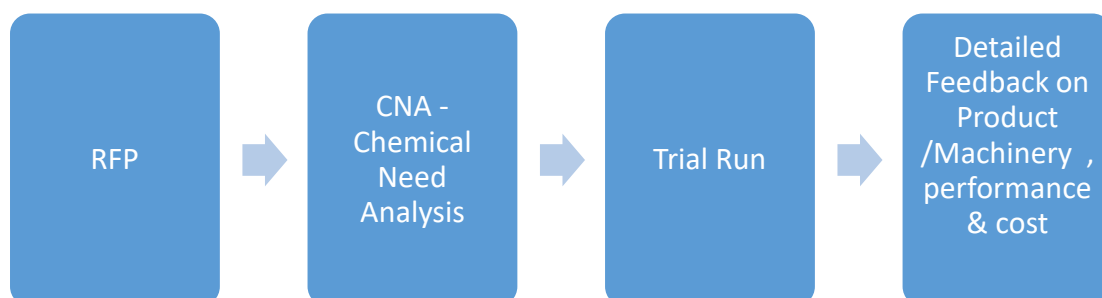 RFP
CNA -
Chemical
Need
Analysis
Trial Run
Detailed
Feedback on
Product
/Machinery ,
performance
& cost